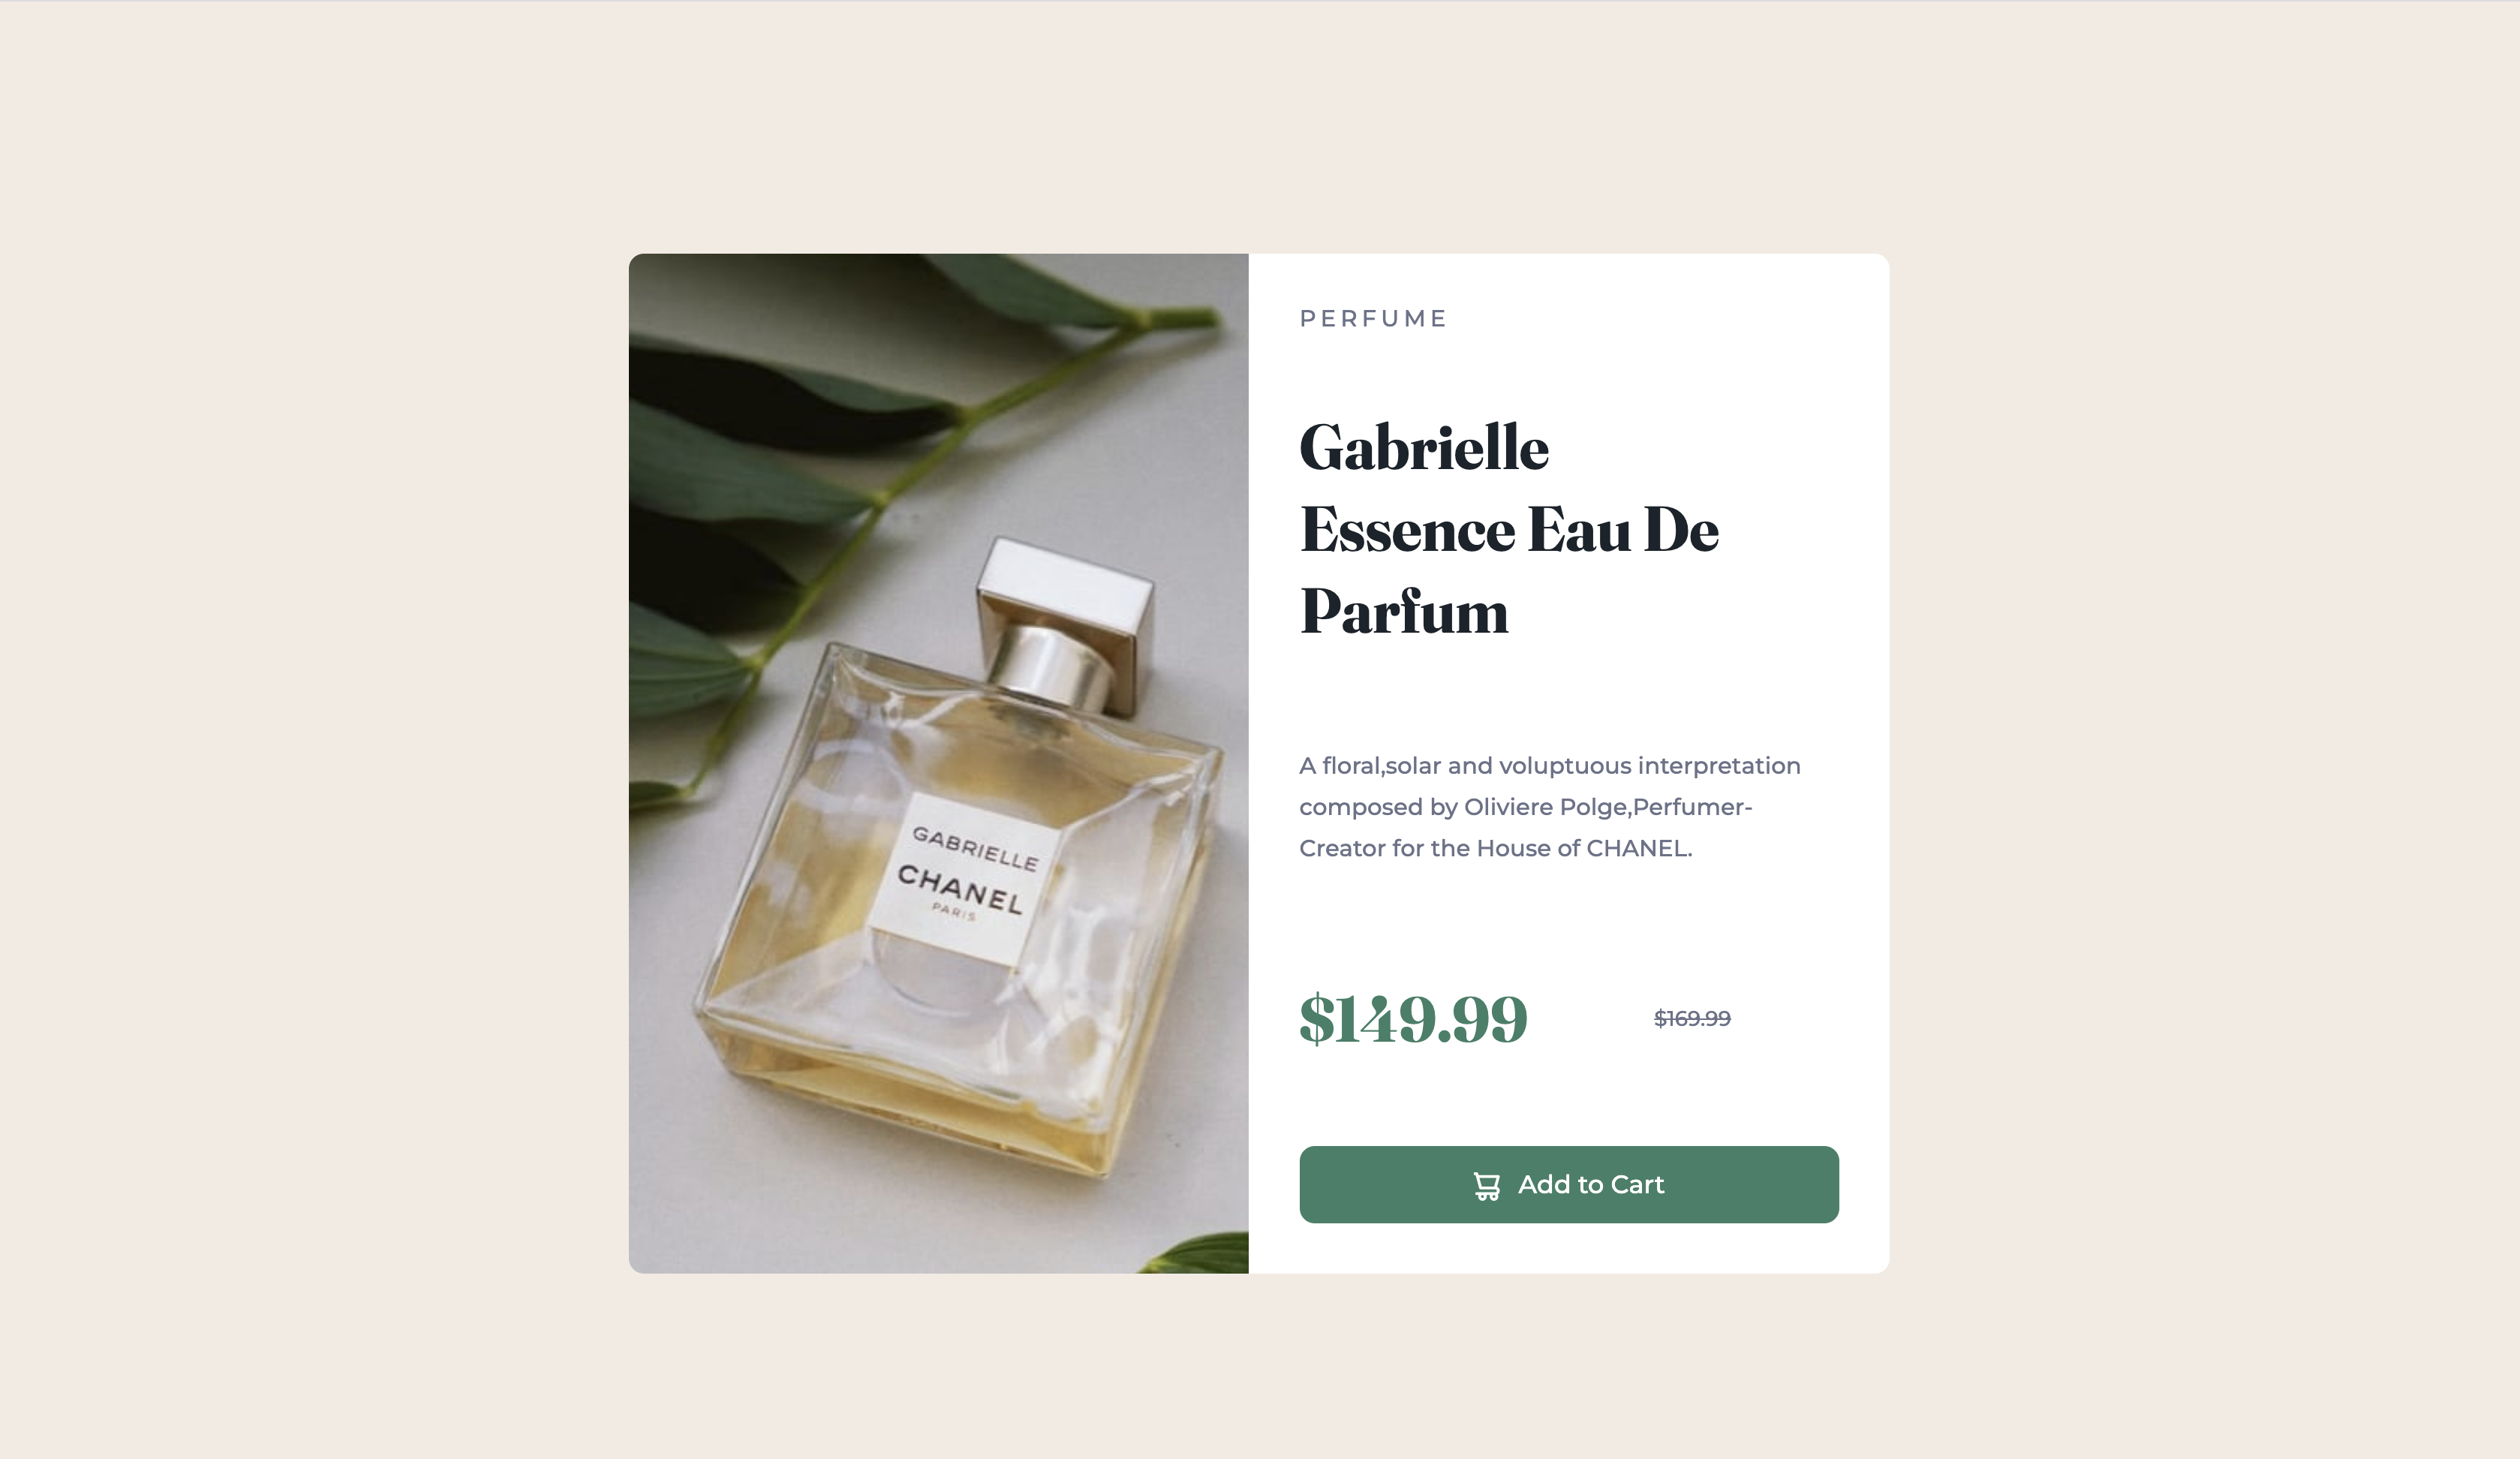 PERFUME
Gabrielle
Essence Eau De
Parfum
A floral,solar and voluptuous interpretation
composed by Oliviere Polge,Perfumer-
Creator for the House of CHANEL.
$149.99
$169.99
Add to Cart
GABRIELLE
CHANEL
PARIS